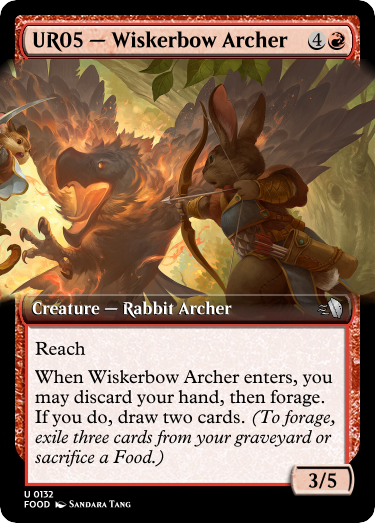 UR05 — Wiskerbow Archer 4
Creature — Rabbit Archer
Reach
When Wiskerbow Archer enters, you
may discard your hand, then forage.
If you do, draw two cards. (To forage,
exile three cards from your graveyard or
sacrifice a Food.)
3/5
U 0132
FOOD Sandara Tang